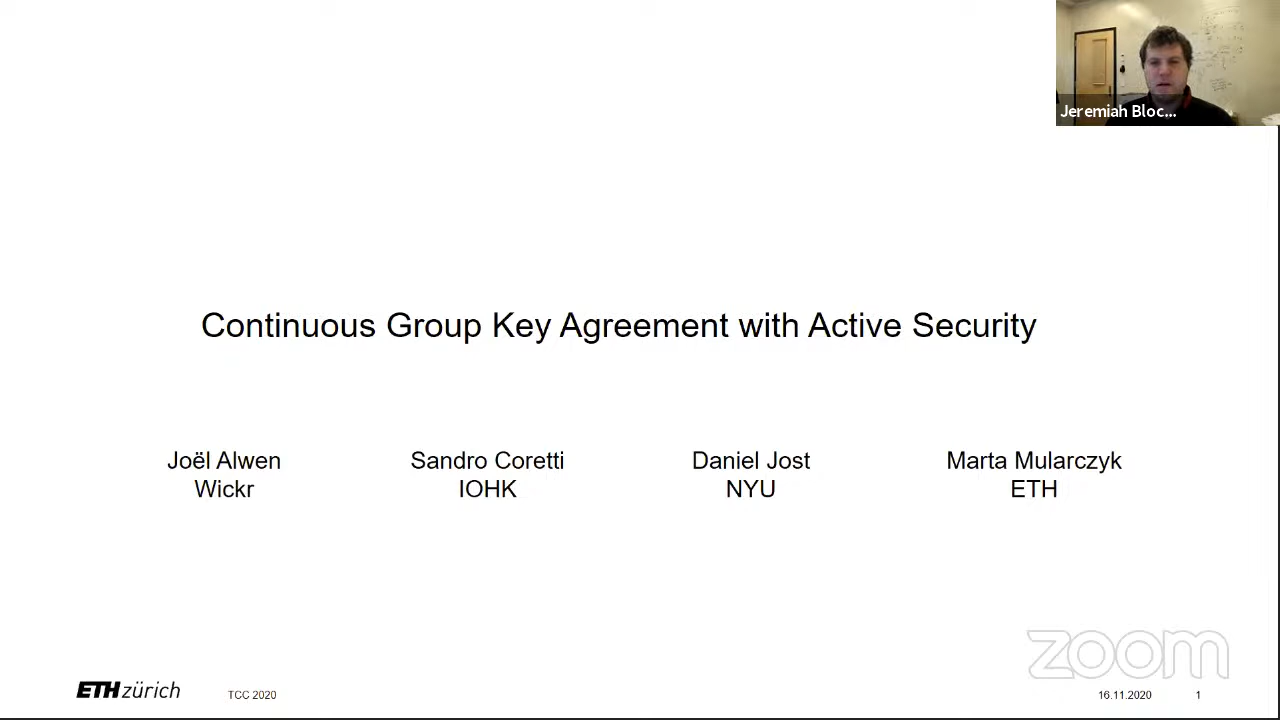 Jeremiah Bloc...
Continuous Group Key Agreement with Active Security
Joël Alwen
Wickr
Sandro Coretti
IOHK
Daniel Jost
NYU
Marta Mularczyk
ETH
zoom
ETH zürich
TCC 2020
16.11.2020
1